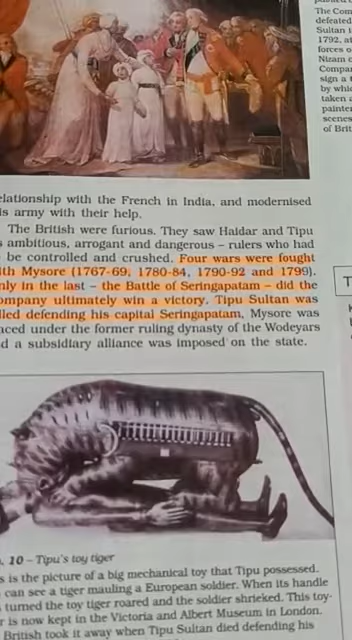 The Com
defeated
Sultan
1792, a
forces o
Nizam o
Compan
sign a
by whic
taken a
painter
scenes
of Brit
elationship with the French in India, and modernised
is army with their help.
The British were furious. They saw Haidar and Tipu
s ambitious, arrogant and dangerous – rulers who had
be controlled and crushed. Four wars were fought
ith Mysore (1767-69, 1780-84, 1790-92 and 1799).
nly in the last – the Battle of Seringapatam – did the
ompany ultimately win a victory. Tipu Sultan was
lled defending his capital Seringapatam, Mysore was
aced under the former ruling dynasty of the Wodeyars
d a subsidiary alliance was imposed on the state.
T
. 10 – Tipu's toy tiger
s is the picture of a big mechanical toy that Tipu possessed.
can see a tiger mauling a European soldier. When its handle
turned the toy tiger roared and the soldier shrieked. This toy-
r is now kept in the Victoria and Albert Museum in London.
British took it away when Tipu Sultan died defending his